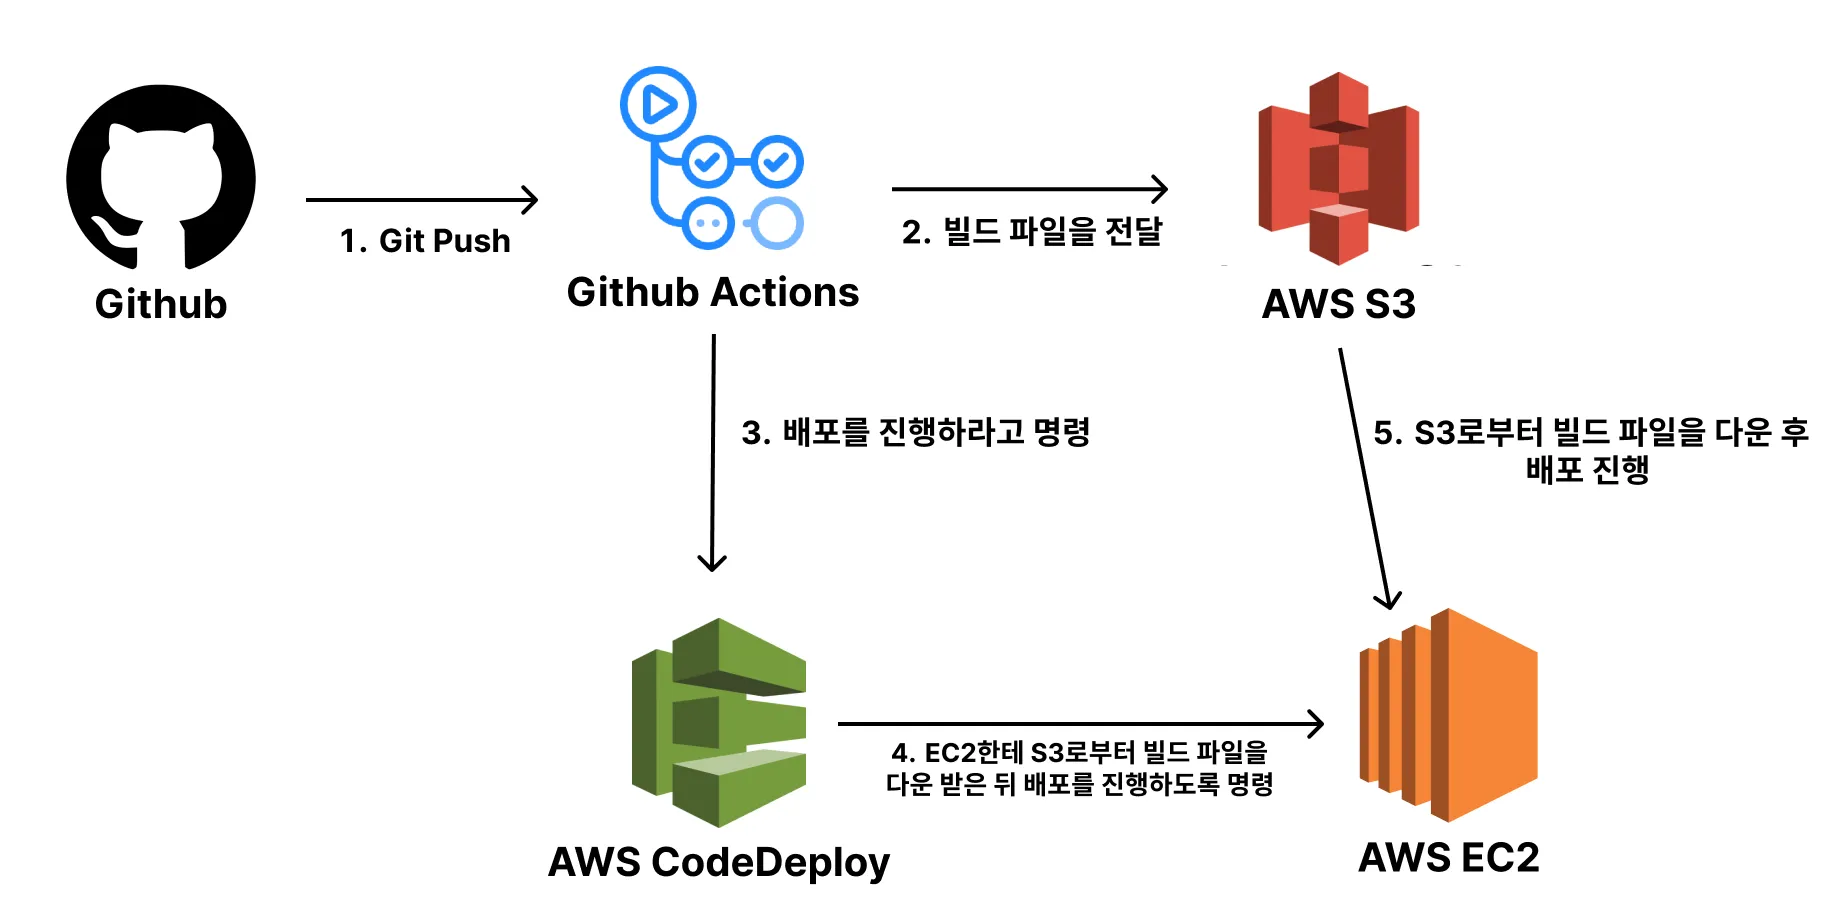 1. Git Push
Github
Github Actions
2. 빌드 파일을 전달
AWS S3
3. 배포를 진행하라고 명령
5. S3로부터 빌드 파일을 다운 후
배포 진행
4. EC2한테 S3로부터 빌드 파일을
다운 받은 뒤 배포를 진행하도록 명령
AWS CodeDeploy
AWS EC2